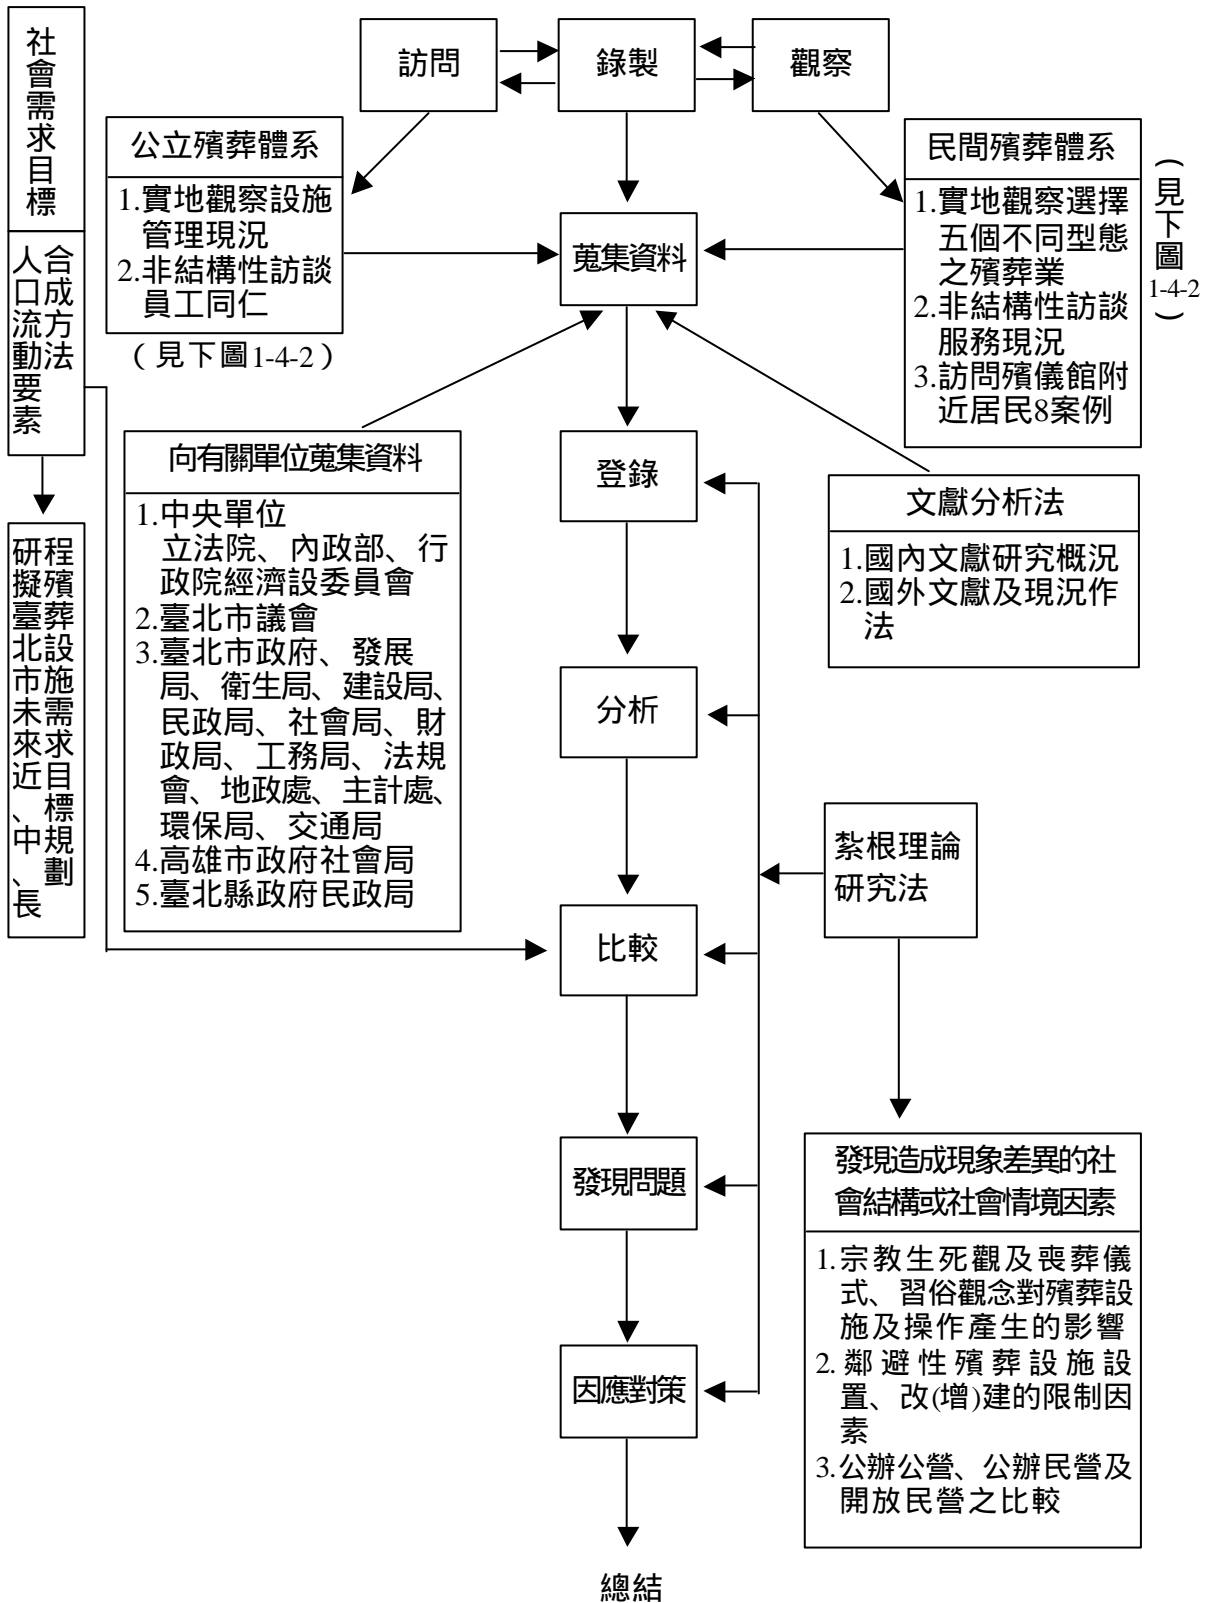 社會需求目標
人口流動要素
合成方法
研擬臺北市未來近、中、長
程殯葬設施需求目標規劃
訪問
錄製
觀察
公立殯葬體系
1.實地觀察設施
管理現況
2.非結構性訪談
員工同仁
（見下圖1-4-2）
蒐集資料
民間殯葬體系
1.實地觀察選擇
五個不同型態
之殯葬業
2.非結構性訪談
服務現況
3.訪問殯儀館附
近居民8案例
（見下圖1-4-2）
向有關單位蒐集資料
1.中央單位
立法院、內政部、行
政院經濟設委員會
2.臺北市議會
3.臺北市政府、發展
局、衛生局、建設局、
民政局、社會局、財
政局、工務局、法規
會、地政處、主計處、
環保局、交通局
4.高雄市政府社會局
5.臺北縣政府民政局
登錄
文獻分析法
1.國內文獻研究概況
2.國外文獻及現況作
法
分析
紮根理論
研究法
比較
發現問題
發現造成現象差異的社
會結構或社會情境因素
1.宗教生死觀及喪葬儀
式、習俗觀念對殯葬設
施及操作產生的影響
2.鄰避性殯葬設施設
置、改(增)建的限制因
素
3.公辦公營、公辦民營及
開放民營之比較
因應對策
總結